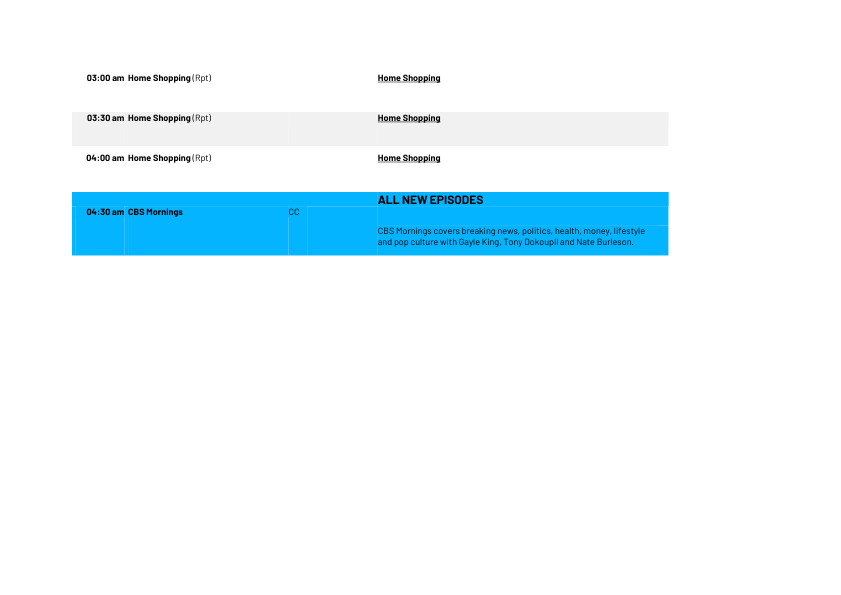 03:00 am Home Shopping (Rpt) Home Shopping
03:30 am Home Shopping (Rpt) Home Shopping
04:00 am Home Shopping (Rpt) Home Shopping
ALL NEW EPISODES
04:30 am CBS Mornings CC
CBS Mornings covers breaking news, politics, health, money, lifestyle
and pop culture with Gayle King, Tony Dokoupil and Nate Burleson.